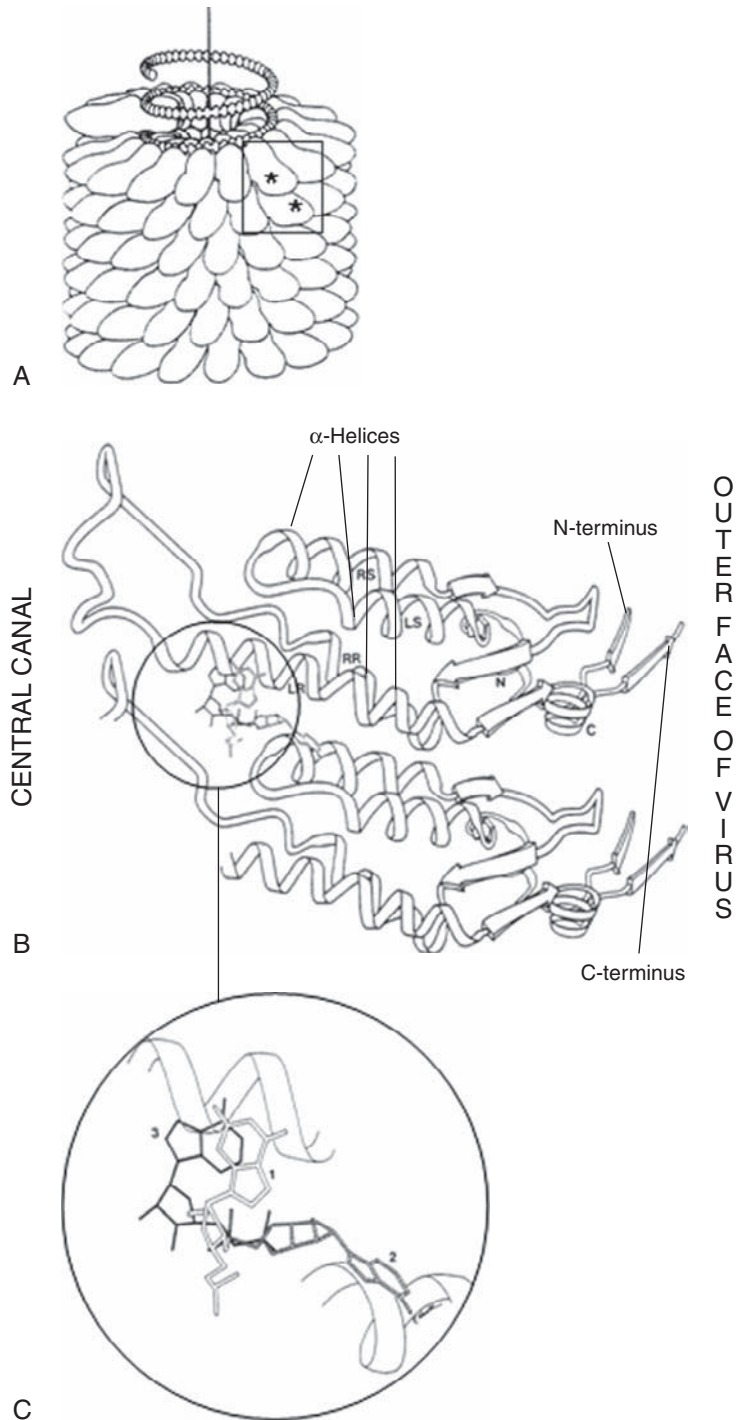 *
*
A
α-Helices
N-terminus
RS
LS
RR
LR
N
C
CENTRAL CANAL
OUTER FACE OF VIRUS
B
C-terminus
3
1
2
C